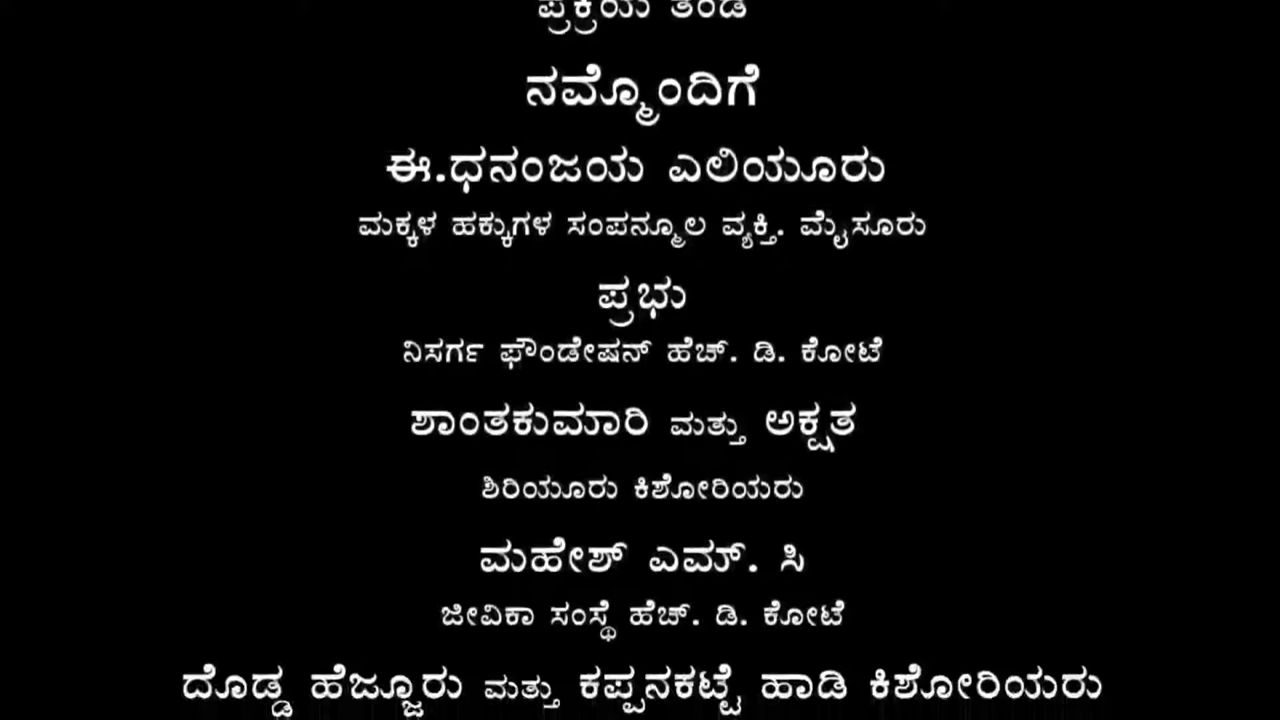 ಪ್ರಕ್ರಿಯೆ ತಂಡ
ನಮ್ಮೊಂದಿಗೆ
ಈ.ಧನಂಜಯ ಎಲಿಯೂರು
ಮಕ್ಕಳ ಹಕ್ಕುಗಳ ಸಂಪನ್ಮೂಲ ವ್ಯಕ್ತಿ. ಮೈಸೂರು
ಪ್ರಭು
ನಿಸರ್ಗ ಫೌಂಡೇಷನ್ ಹೆಚ್. ಡಿ. ಕೋಟೆ
ಶಾಂತಕುಮಾರಿ ಮತ್ತು ಅಕ್ಷತ
ಶಿರಿಯೂರು ಕಿಶೋರಿಯರು
ಮಹೇಶ್ ಎಮ್. ಸಿ
ಜೀವಿಕಾ ಸಂಸ್ಥೆ ಹೆಚ್. ಡಿ. ಕೋಟೆ
ದೊಡ್ಡ ಹೆಜ್ಜೂರು ಮತ್ತು ಕಪ್ಪನಕಟ್ಟೆ ಹಾಡಿ ಕಿಶೋರಿಯರು